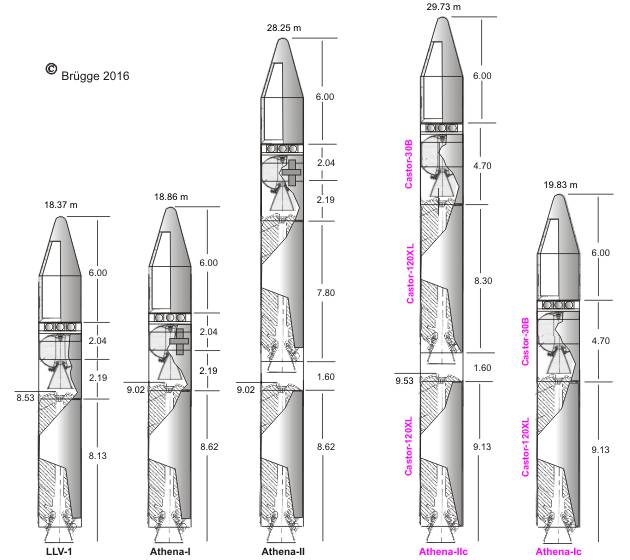 © Brügge 2016
18.37 m
6.00
2.04
2.19
8.53
8.13
LLV-1
18.86 m
6.00
2.04
2.19
9.02
8.62
Athena-I
28.25 m
6.00
2.04
2.19
7.80
1.60
9.02
8.62
Athena-II
29.73 m
6.00
Castor-30B
4.70
Castor-120XL
8.30
1.60
9.53
Castor-120XL
9.13
Athena-IIc
19.83 m
6.00
Castor-30B
4.70
Castor-120XL
9.13
Athena-Ic